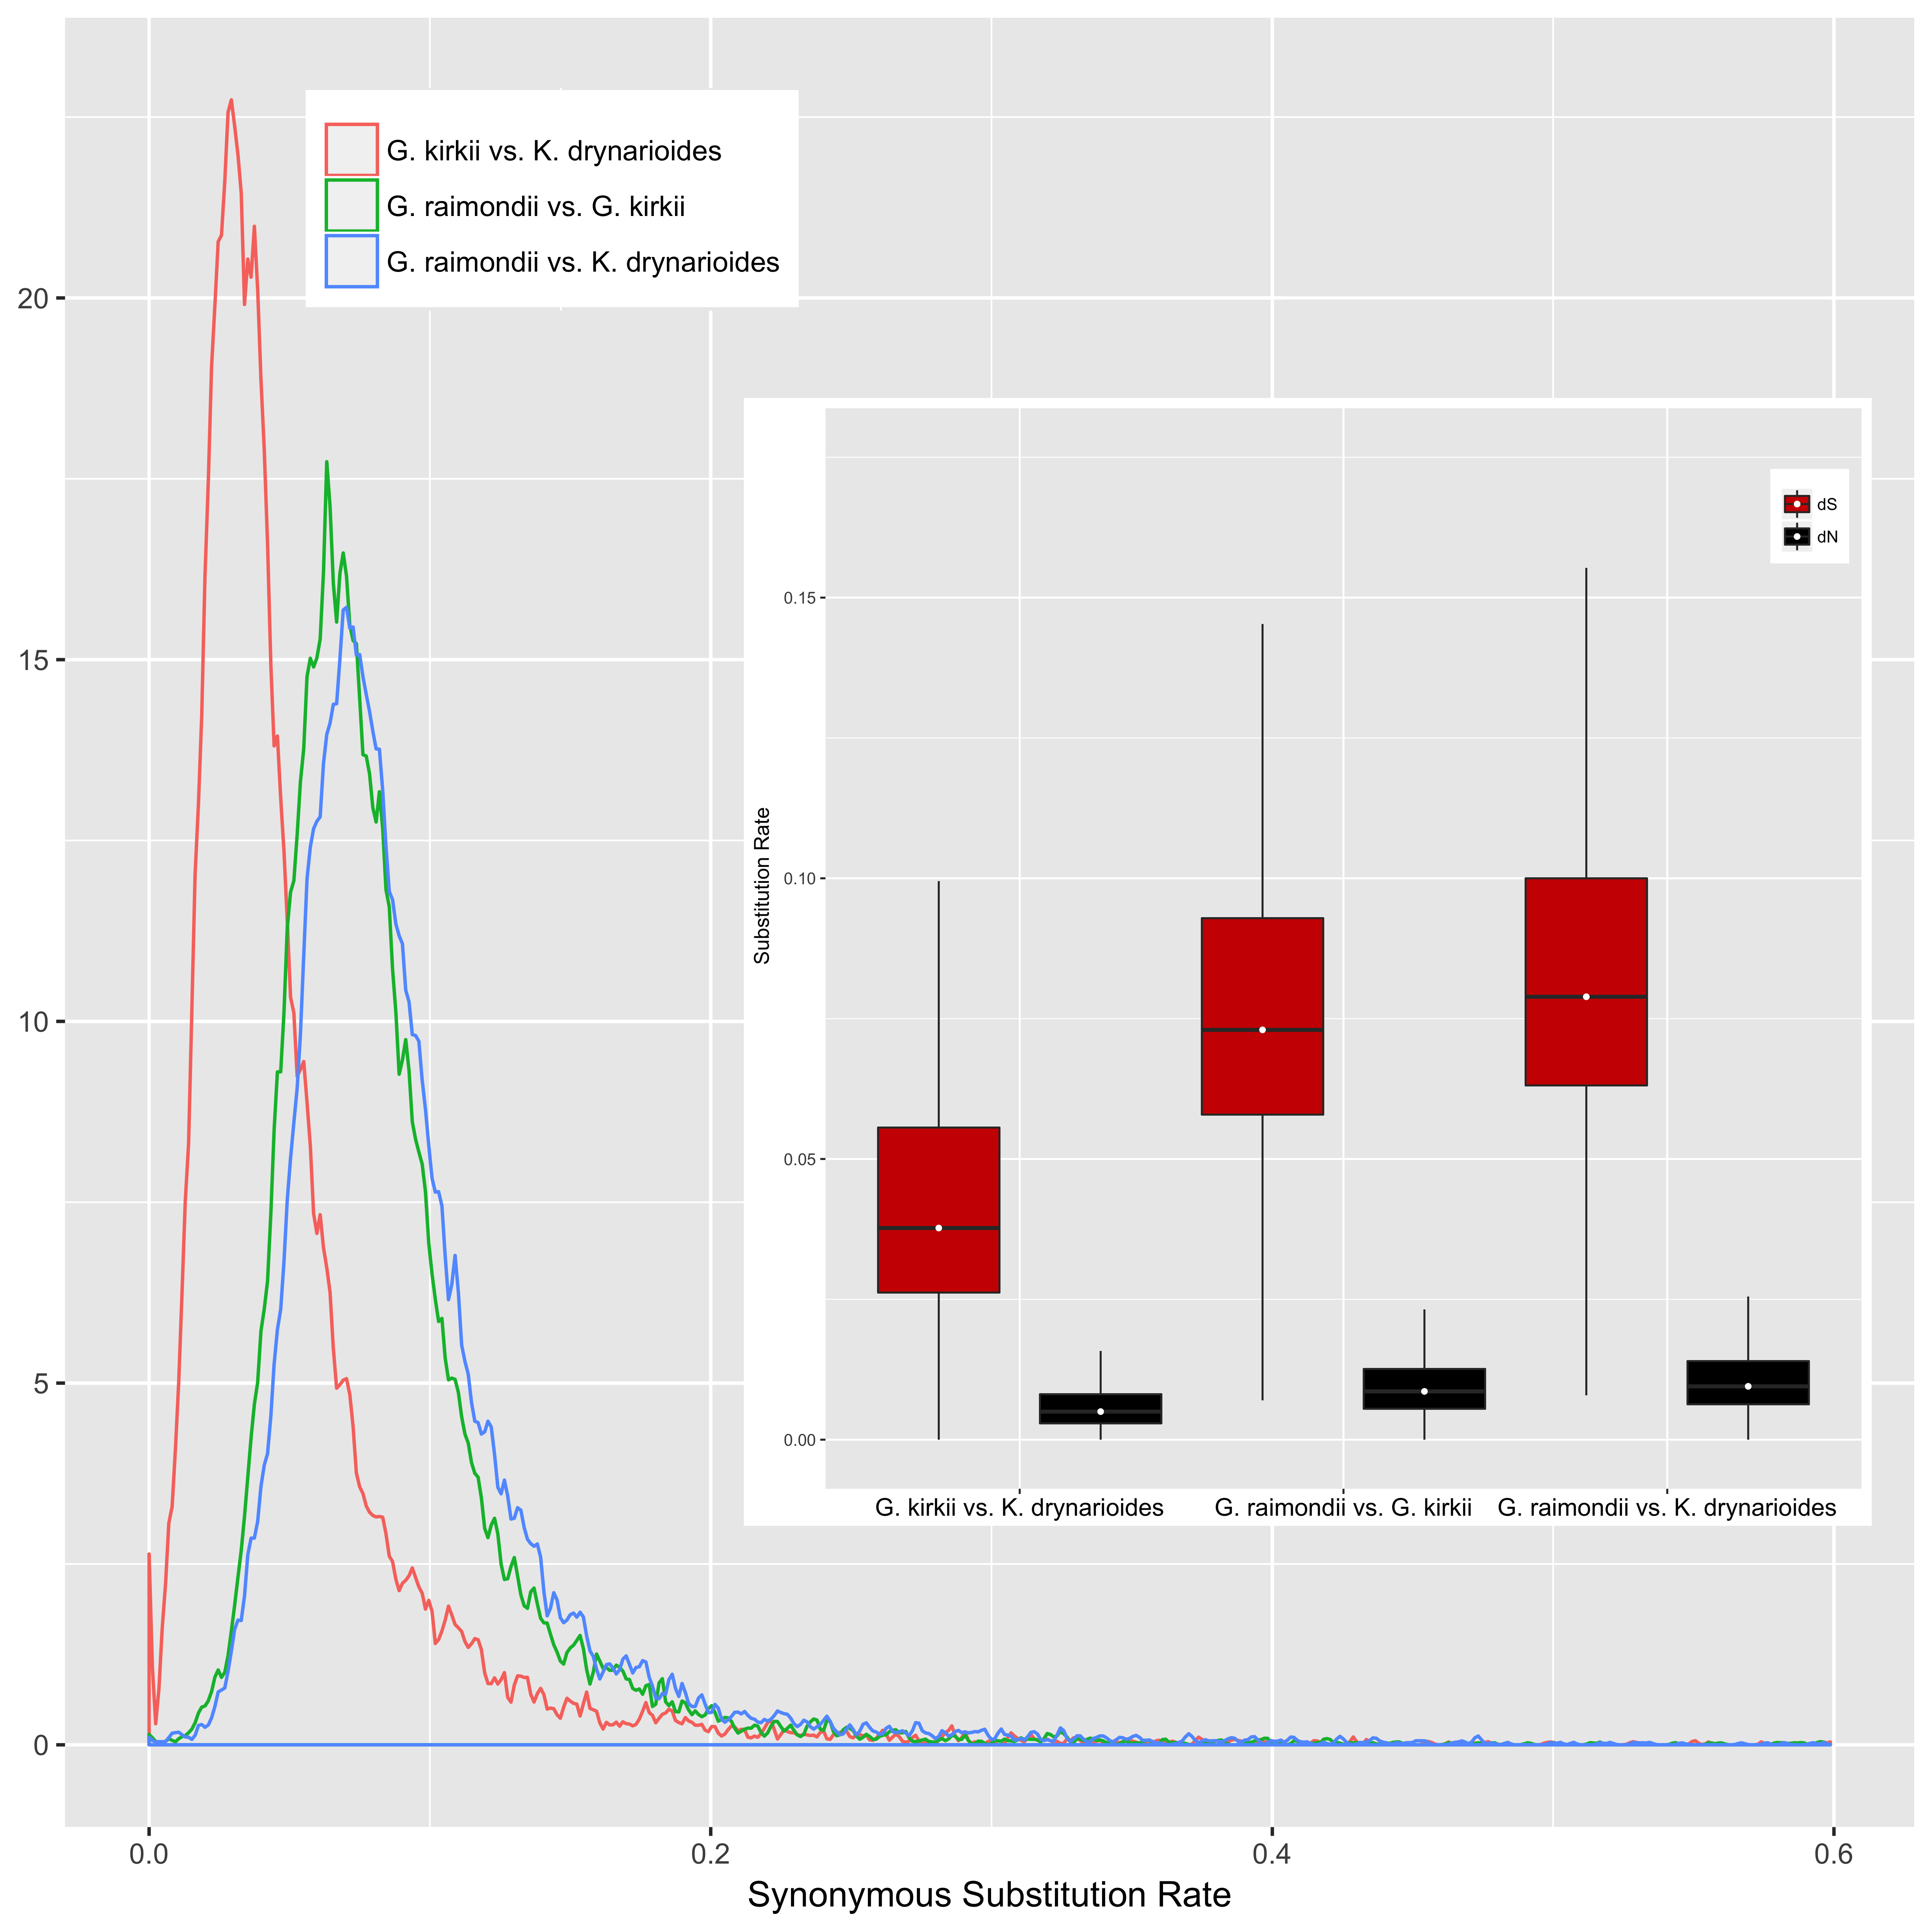 G. kirkii vs. K. drynarioides
G. raimondii vs. G. kirkii
G. raimondii vs. K. drynarioides
20
15
10
5
0
dS
dN
0.15
0.10
0.05
0.00
Substitution Rate
G. kirkii vs. K. drynarioides
G. raimondii vs. G. kirkii
G. raimondii vs. K. drynarioides
0.0
0.2
0.4
0.6
Synonymous Substitution Rate